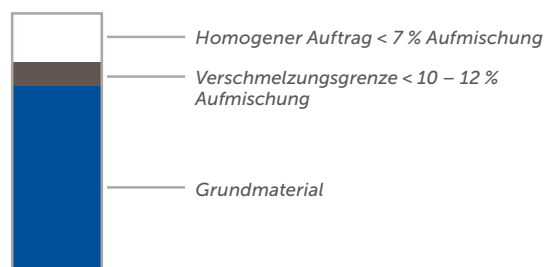 Homogener Auftrag < 7 % Aufmischung
Verschmelzungsgrenze < 10 – 12 %
Aufmischung
Grundmaterial